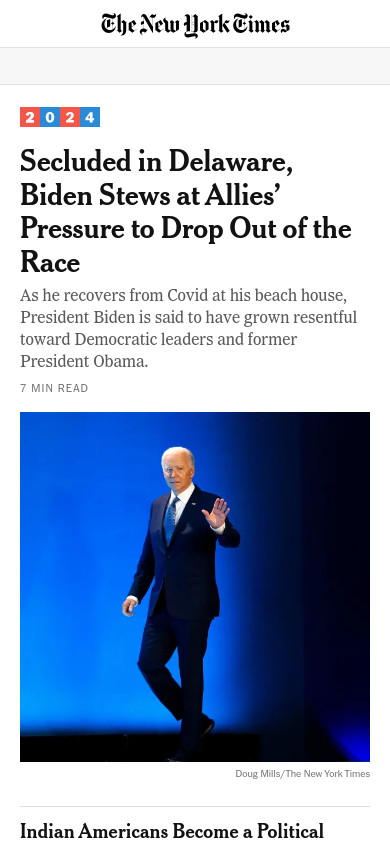 The New York Times
2024
Secluded in Delaware,
Biden Stews at Allies’
Pressure to Drop Out of the
Race
As he recovers from Covid at his beach house,
President Biden is said to have grown resentful
toward Democratic leaders and former
President Obama.
7 MIN READ
Doug Mills/The New York Times
Indian Americans Become a Political